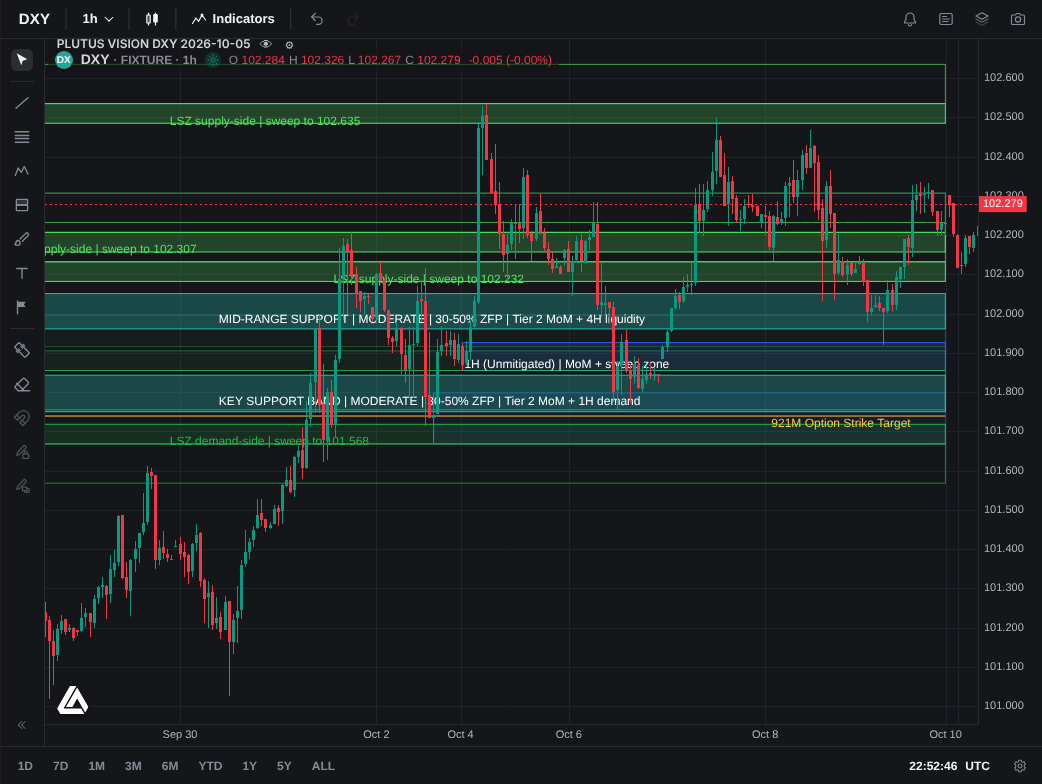 DXY 1h Indicators
PLUTUS VISION DXY 2026-10-05
DX DXY · FIXTURE · 1h O 102.284 H 102.326 L 102.267 C 102.279 -0.005 (-0.00%)
102.600
LSZ supply-side | sweep to 102.635
102.500
102.400
102.300
102.279
102.200
pply-side | sweep to 102.307
102.100
LSZ supply-side | sweep to 102.232
102.000
MID-RANGE SUPPORT | MODERATE | 30-50% ZFP | Tier 2 MoM + 4H liquidity
101.900
1H (Unmitigated) | MoM + sweep zone
101.800
KEY SUPPORT BAND | MODERATE | 30-50% ZFP | Tier 2 MoM + 1H demand
921M Option Strike Target
101.700
LSZ demand-side | sweep to 101.568
101.600
101.500
101.400
101.300
101.200
101.100
101.000
Sep 30 Oct 2 Oct 4 Oct 6 Oct 8 Oct 10
1D 7D 1M 3M 6M YTD 1Y 5Y ALL 22:52:46 UTC